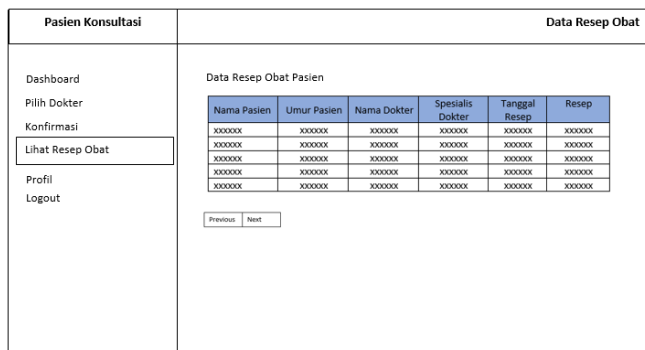 Pasien Konsultasi
Data Resep Obat
Dashboard
Pilih Dokter
Konfirmasi
Lihat Resep Obat
Profil
Logout
Data Resep Obat Pasien
Nama Pasien Umur Pasien Nama Dokter Spesialis Dokter Tanggal Resep Resep
xxxxxx xxxxxx xxxxxx xxxxxx xxxxxx xxxxxx
xxxxxx xxxxxx xxxxxx xxxxxx xxxxxx xxxxxx
xxxxxx xxxxxx xxxxxx xxxxxx xxxxxx xxxxxx
xxxxxx xxxxxx xxxxxx xxxxxx xxxxxx xxxxxx
xxxxxx xxxxxx xxxxxx xxxxxx xxxxxx xxxxxx
Previous Next